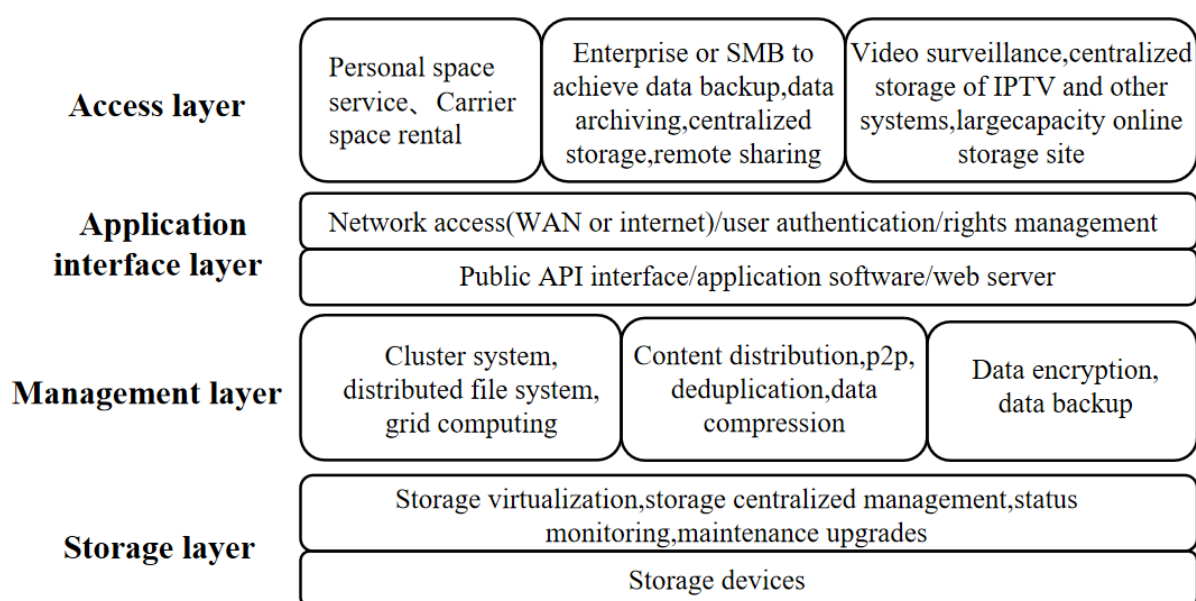 Access layer
Personal space
service、Carrier
space rental
Enterprise or SMB to
achieve data backup,data
archiving,centralized
storage,remote sharing
Video surveillance,centralized
storage of IPTV and other
systems,largecapacity online
storage site
Application
interface layer
Network access(WAN or internet)/user authentication/rights management
Public API interface/application software/web server
Management layer
Cluster system,
distributed file system,
grid computing
Content distribution,p2p,
deduplication,data
compression
Data encryption,
data backup
Storage layer
Storage virtualization,storage centralized management,status
monitoring,maintenance upgrades
Storage devices